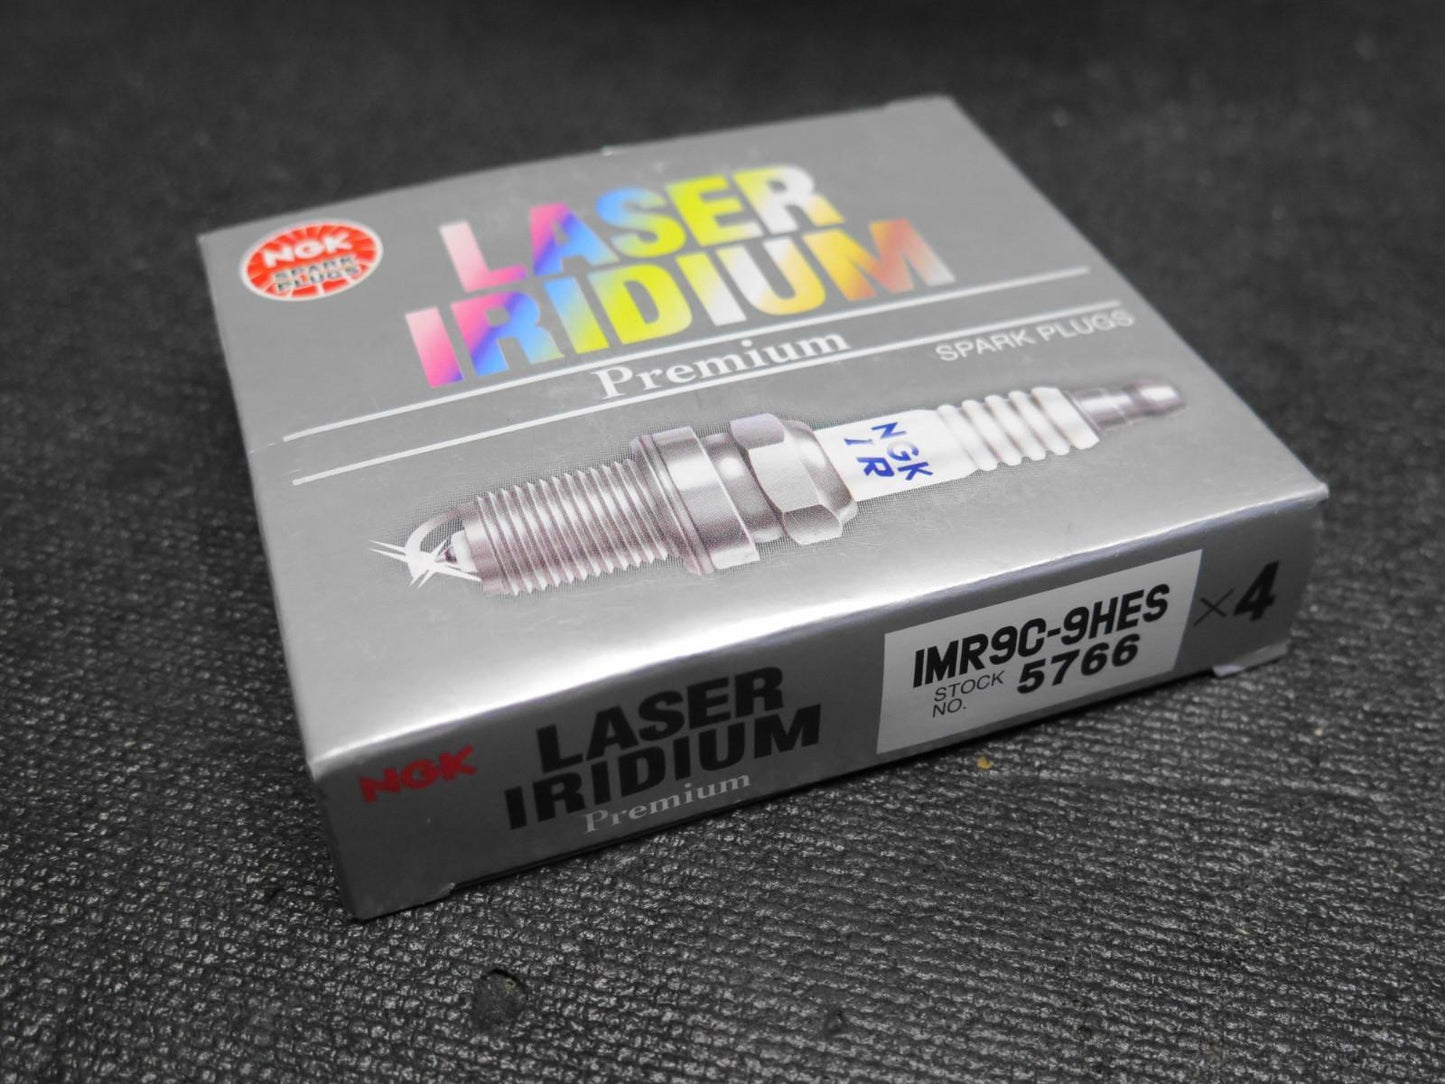 NGK
SPARK
PLUGS
LASER
IRIDIUM
Premium
SPARK PLUGS
NGK
IR
NGK
LASER
IRIDIUM
Premium
IMR9C-9HES
STOCK NO. 5766
×4